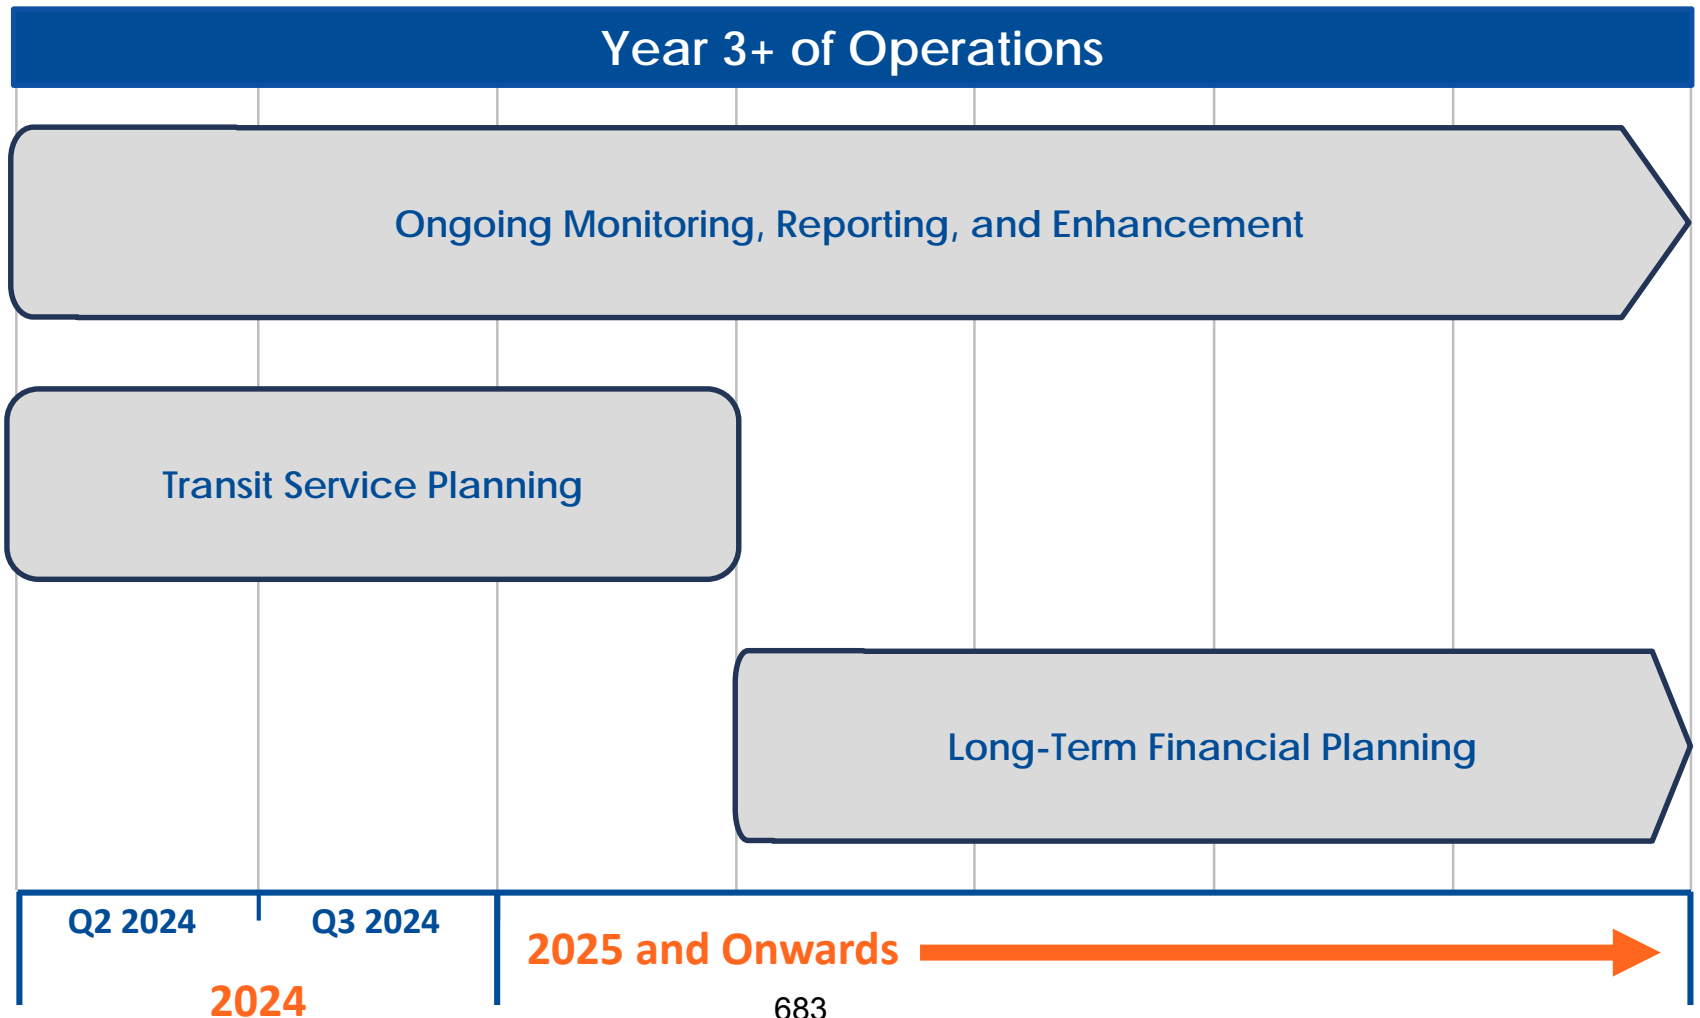 Year 3+ of Operations
Ongoing Monitoring, Reporting, and Enhancement
Transit Service Planning
Long-Term Financial Planning
Q2 2024
Q3 2024
2025 and Onwards
2024
683